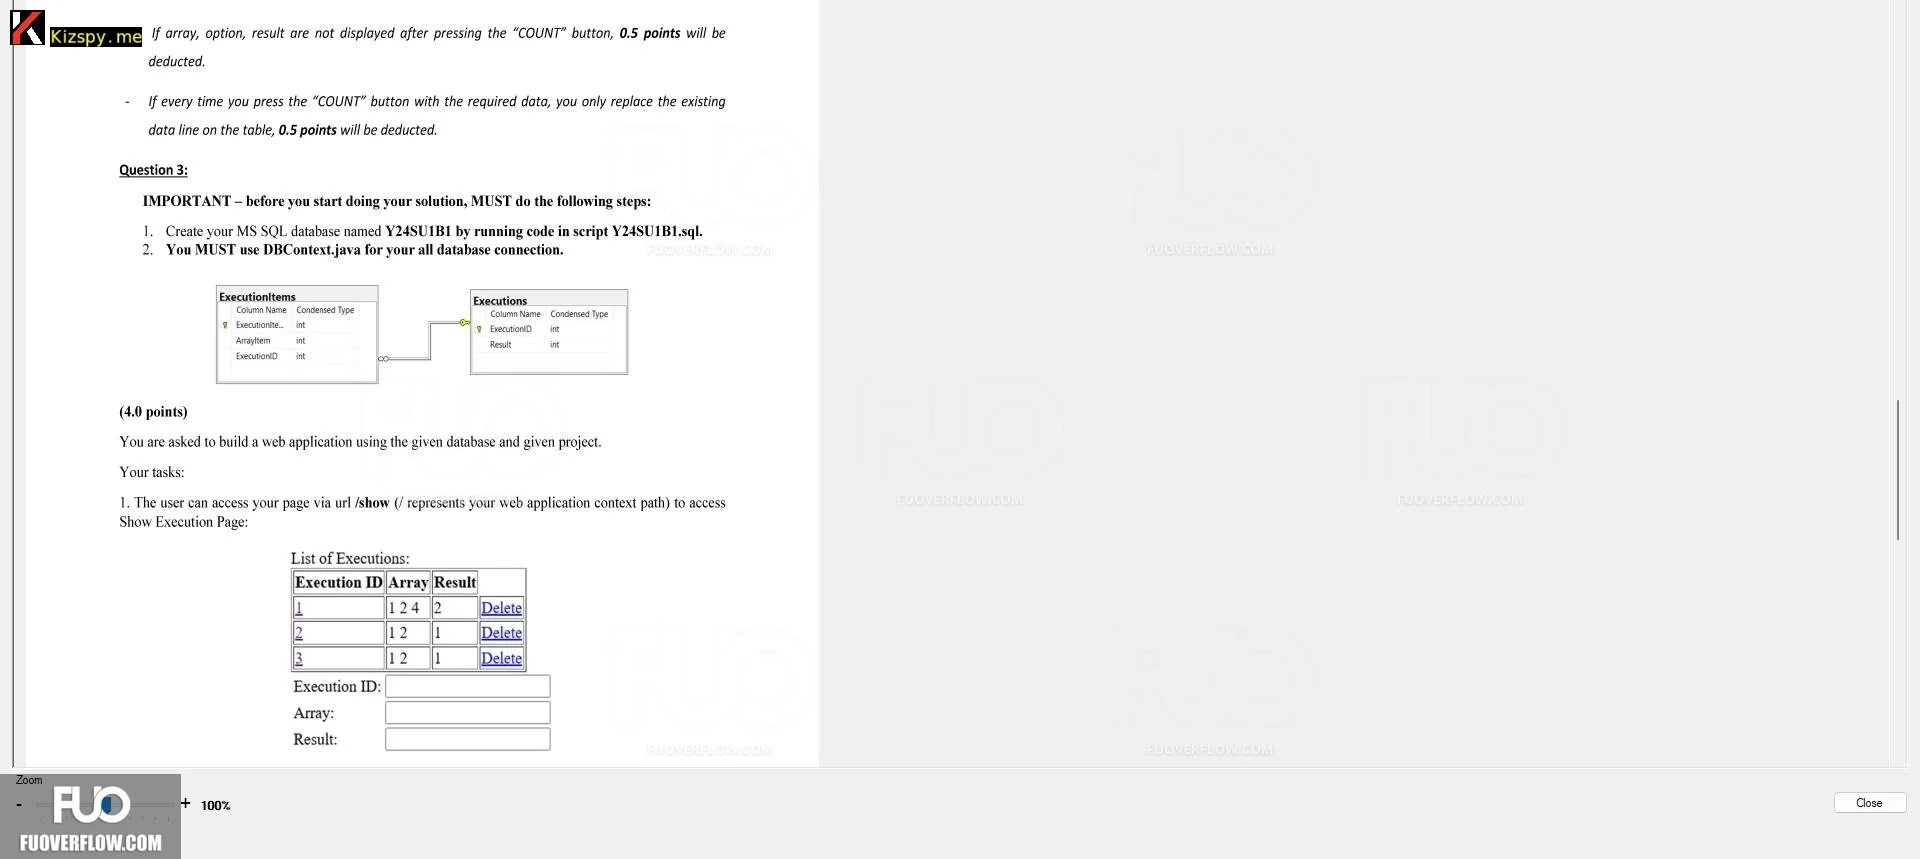 Kizspy.me
If array, option, result are not displayed after pressing the “COUNT” button, 0.5 points will be
deducted.
- If every time you press the “COUNT” button with the required data, you only replace the existing
data line on the table, 0.5 points will be deducted.
Question 3:
IMPORTANT – before you start doing your solution, MUST do the following steps:
1. Create your MS SQL database named Y24SU1B1 by running code in script Y24SU1B1.sql.
2. You MUST use DBContext.java for your all database connection.
FUOVERFLOW.COM FUOVERFLOW.COM
ExecutionItems
Column Name Condensed Type
ExecutionIte... int
ArrayItem int
ExecutionID int
Executions
Column Name Condensed Type
ExecutionID int
Result int
(4.0 points)
You are asked to build a web application using the given database and given project.
Your tasks:
1. The user can access your page via url /show (/ represents your web application context path) to access
Show Execution Page:
FUOVERFLOW.COM FUOVERFLOW.COM
List of Executions:
Execution ID Array Result
1 1 2 4 2 Delete
2 1 2 1 Delete
3 1 2 1 Delete
Execution ID:
Array:
Result:
FUOVERFLOW.COM FUOVERFLOW.COM
Zoom
- + 100%
Close
FUO
FUOVERFLOW.COM